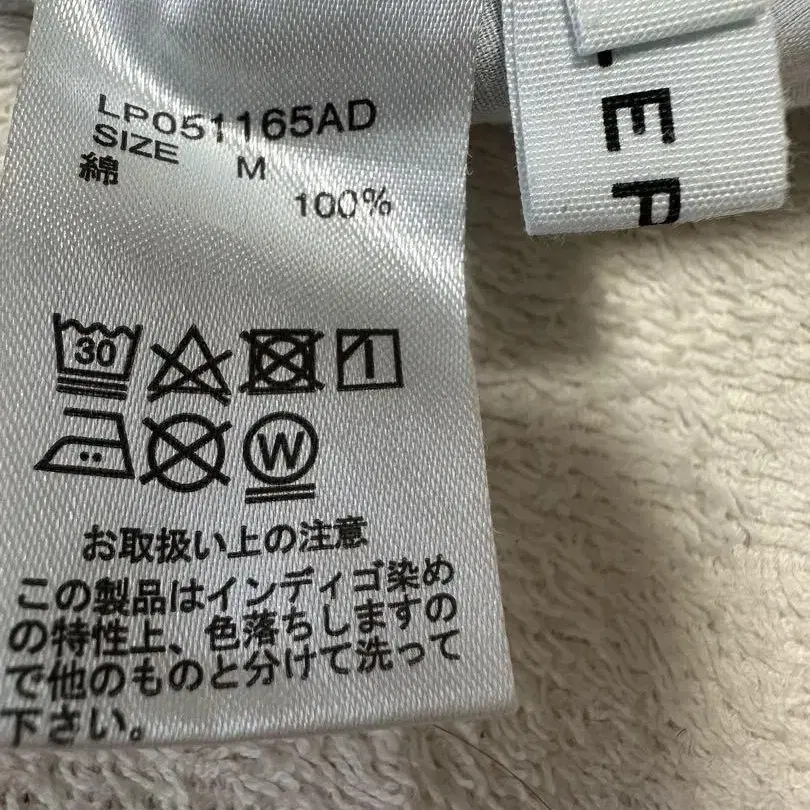 LP051165AD
SIZE M
綿
100%
30
W
お取扱い上の注意
この製品はインディゴ染め
の特性上、色落ちしますの
で他のものと分けて洗って
下さい。
LEP